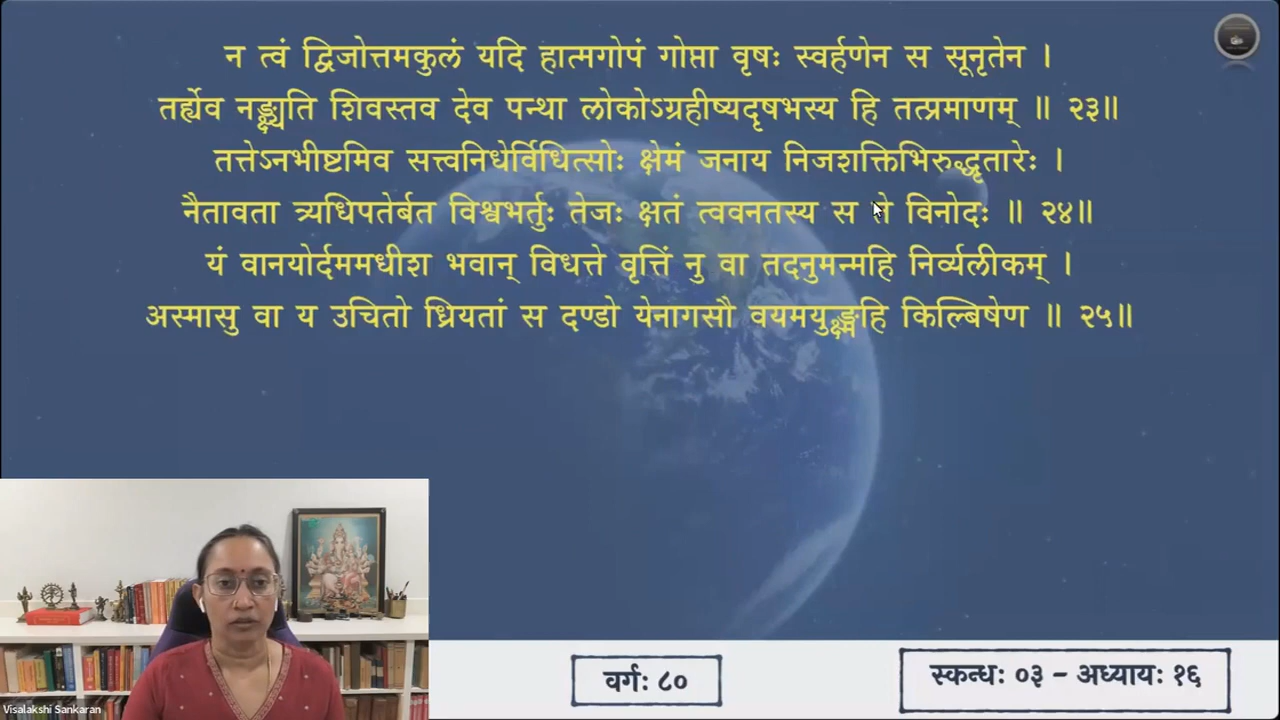 न त्वं द्विजोत्तमकुलं यदि हात्मगोपं गोप्ता वृषः स्वर्हणेन स सूनृतेन ।
तर्ह्येव नङ्क्ष्यति शिवस्तव देव पन्था लोकोऽग्रहीष्यदृषभस्य हि तत्प्रमाणम् ॥ २३॥
तत्तेऽनभीष्टमिव सत्त्वनिधेर्विधित्सोः क्षेमं जनाय निजशक्तिभिरुद्धृतारेः ।
नैतावता त्र्यधिपतेर्बत विश्वभर्तुः तेजः क्षतं त्ववनतस्य स ते विनोदः ॥ २४॥
यं वानयोर्दममधीश भवान् विधत्ते वृत्तिं नु वा तदनुमन्महि निर्व्यलीकम् ।
अस्मासु वा य उचितो ध्रियतां स दण्डो येनागसौ वयमयुङ्क्ष्महि किल्बिषेण ॥ २५॥
वर्गः ८०
स्कन्धः ०३ – अध्यायः १६
Visalakshi Sankaran